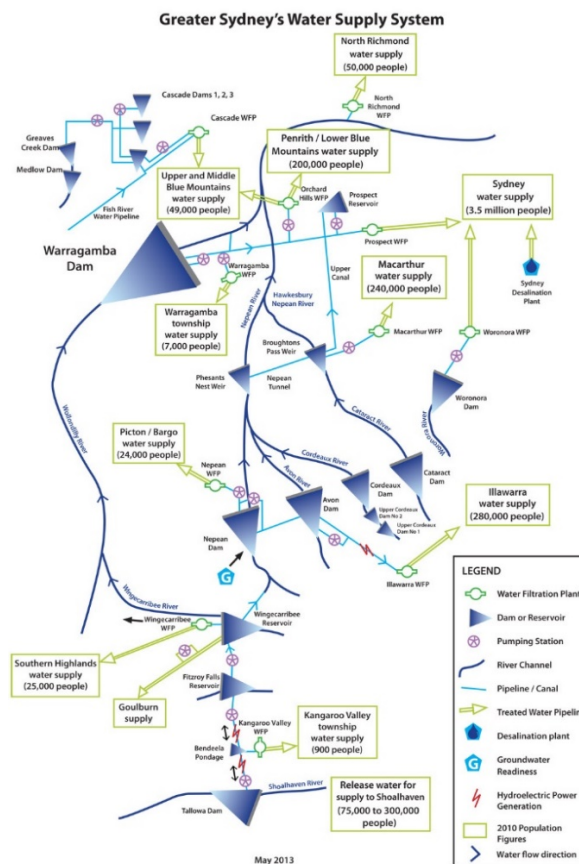 Greater Sydney's Water Supply System
North Richmond
water supply
(50,000 people)
Cascade Dams 1, 2, 3
North
Richmond
WFP
Cascade WFP
Greaves
Creek Dam
Medlow Dam
Fish River
Water Pipeline
Upper and Middle
Blue Mountains
water supply
(49,000 people)
Penrith / Lower Blue
Mountains water supply
(200,000 people)
Orchard
Hills WFP
Prospect
Reservoir
Sydney
water supply
(3.5 million people)
Prospect WFP
Warragamba
Dam
Warragamba
WFP
Warragamba
township
water supply
(7,000 people)
Nepean River
Hawkesbury
Nepean River
Upper
Canal
Macarthur
water supply
(240,000 people)
Sydney
Desalination
Plant
Macarthur WFP
Woronora WFP
Broughtons
Pass Weir
Phesants
Nest Weir
Nepean
Tunnel
Woronora
Dam
Woronora
River
Wollondilly River
Cataract River
Picton / Bargo
water supply
(24,000 people)
Nepean
WFP
Cordeaux River
Avon River
Avon
Dam
Cordeaux
Dam
Cataract
Dam
Upper Cordeaux
Dam No 2
Upper Cordeaux
Dam No 1
Illawarra
water supply
(280,000 people)
Nepean
Dam
G
Illawarra WFP
Wingecarribee River
Wingecarribee
WFP
Wingecarribee
Reservoir
Southern Highlands
water supply
(25,000 people)
Goulburn
supply
Fitzroy Falls
Reservoir
Kangaroo Valley
WFP
Kangaroo Valley
township
water supply
(900 people)
Bendeela
Pondage
Shoalhaven River
Tallowa Dam
Release water for
supply to Shoalhaven
(75,000 to 300,000
people)
LEGEND
Water Filtration Plant
Dam or Reservoir
Pumping Station
River Channel
Pipeline / Canal
Treated Water Pipeline
Desalination plant
G
Groundwater
Readiness
Hydroelectric Power
Generation
2010 Population
Figures
Water flow direction
May 2013